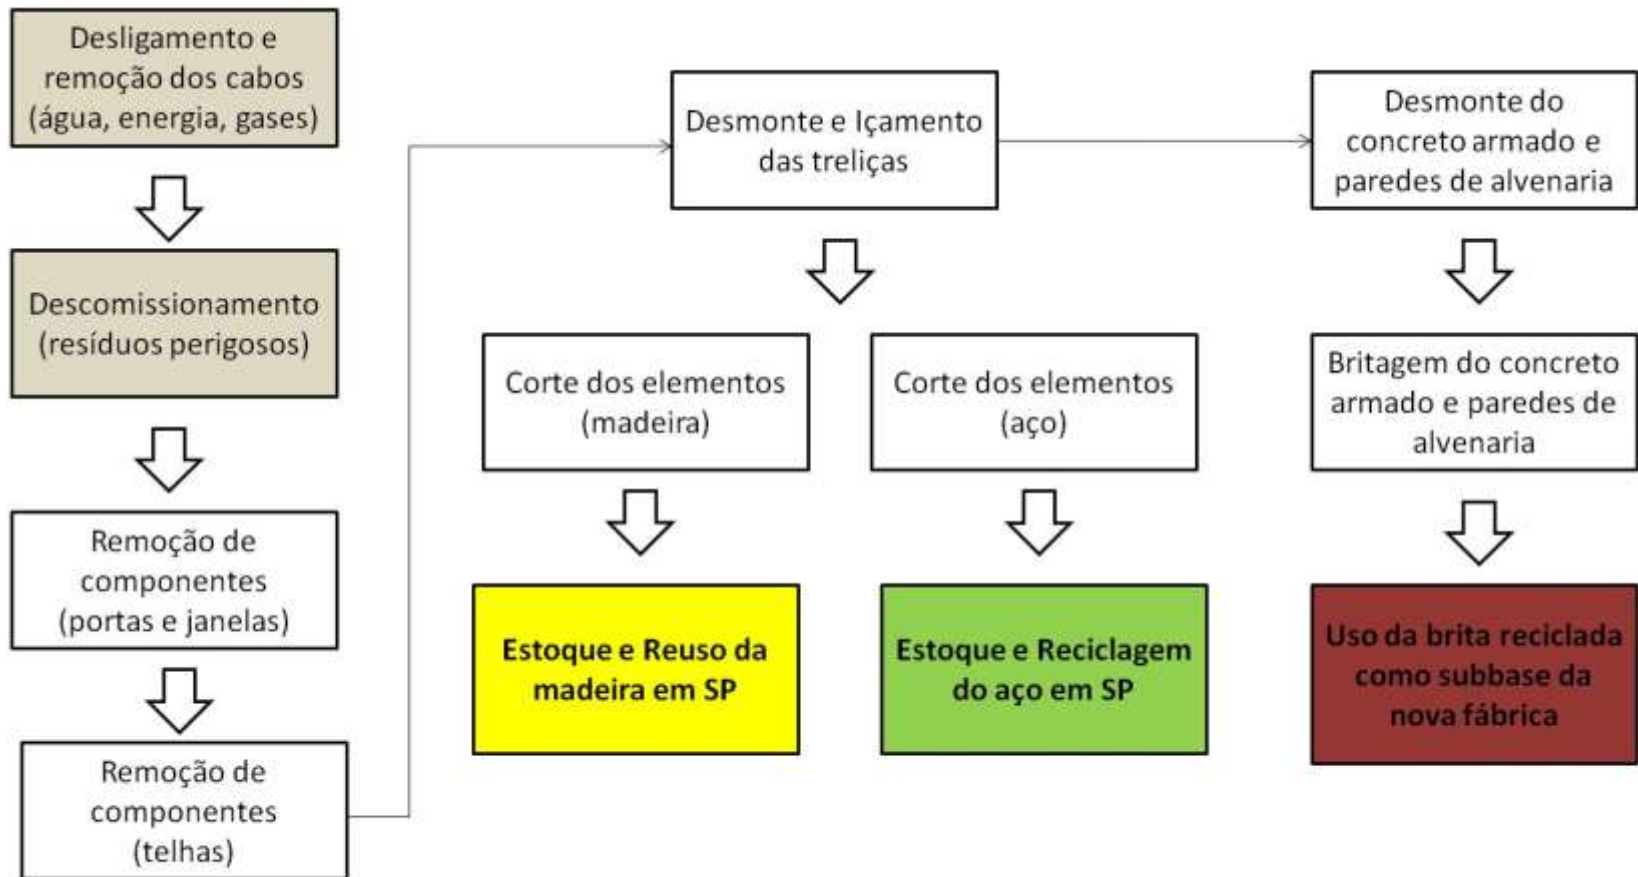 Desligamento e
remoção dos cabos
(água, energia, gases)
Descomissionamento
(resíduos perigosos)
Remoção de
componentes
(portas e janelas)
Remoção de
componentes
(telhas)
Desmonte e Içamento
das treliças
Corte dos elementos
(madeira)
Estoque e Reuso da
madeira em SP
Corte dos elementos
(aço)
Estoque e Reciclagem
do aço em SP
Desmonte do
concreto armado e
paredes de alvenaria
Britagem do concreto
armado e paredes de
alvenaria
Uso da brita reciclada
como subbase da
nova fábrica